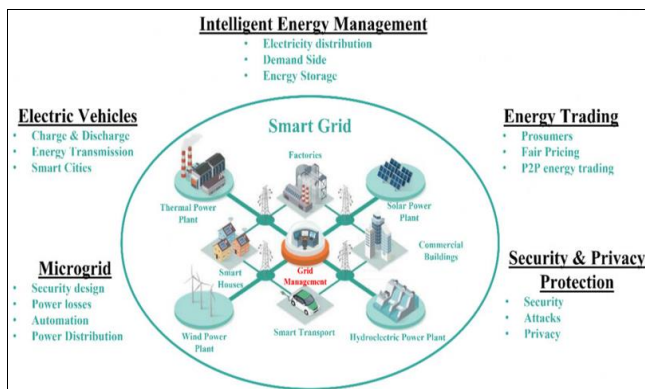 Intelligent Energy Management
• Electricity distribution
• Demand Side
• Energy Storage
Electric Vehicles
• Charge & Discharge
• Energy Transmission
• Smart Cities
Energy Trading
• Prosumers
• Fair Pricing
• P2P energy trading
Smart Grid
Factories
Thermal Power
Plant
Solar Power
Plant
Smart
Houses
Grid
Management
Commercial
Buildings
Wind Power
Plant
Smart Transport
Hydroelectric Power Plant
Microgrid
• Security design
• Power losses
• Automation
• Power Distribution
Security & Privacy
Protection
• Security
• Attacks
• Privacy